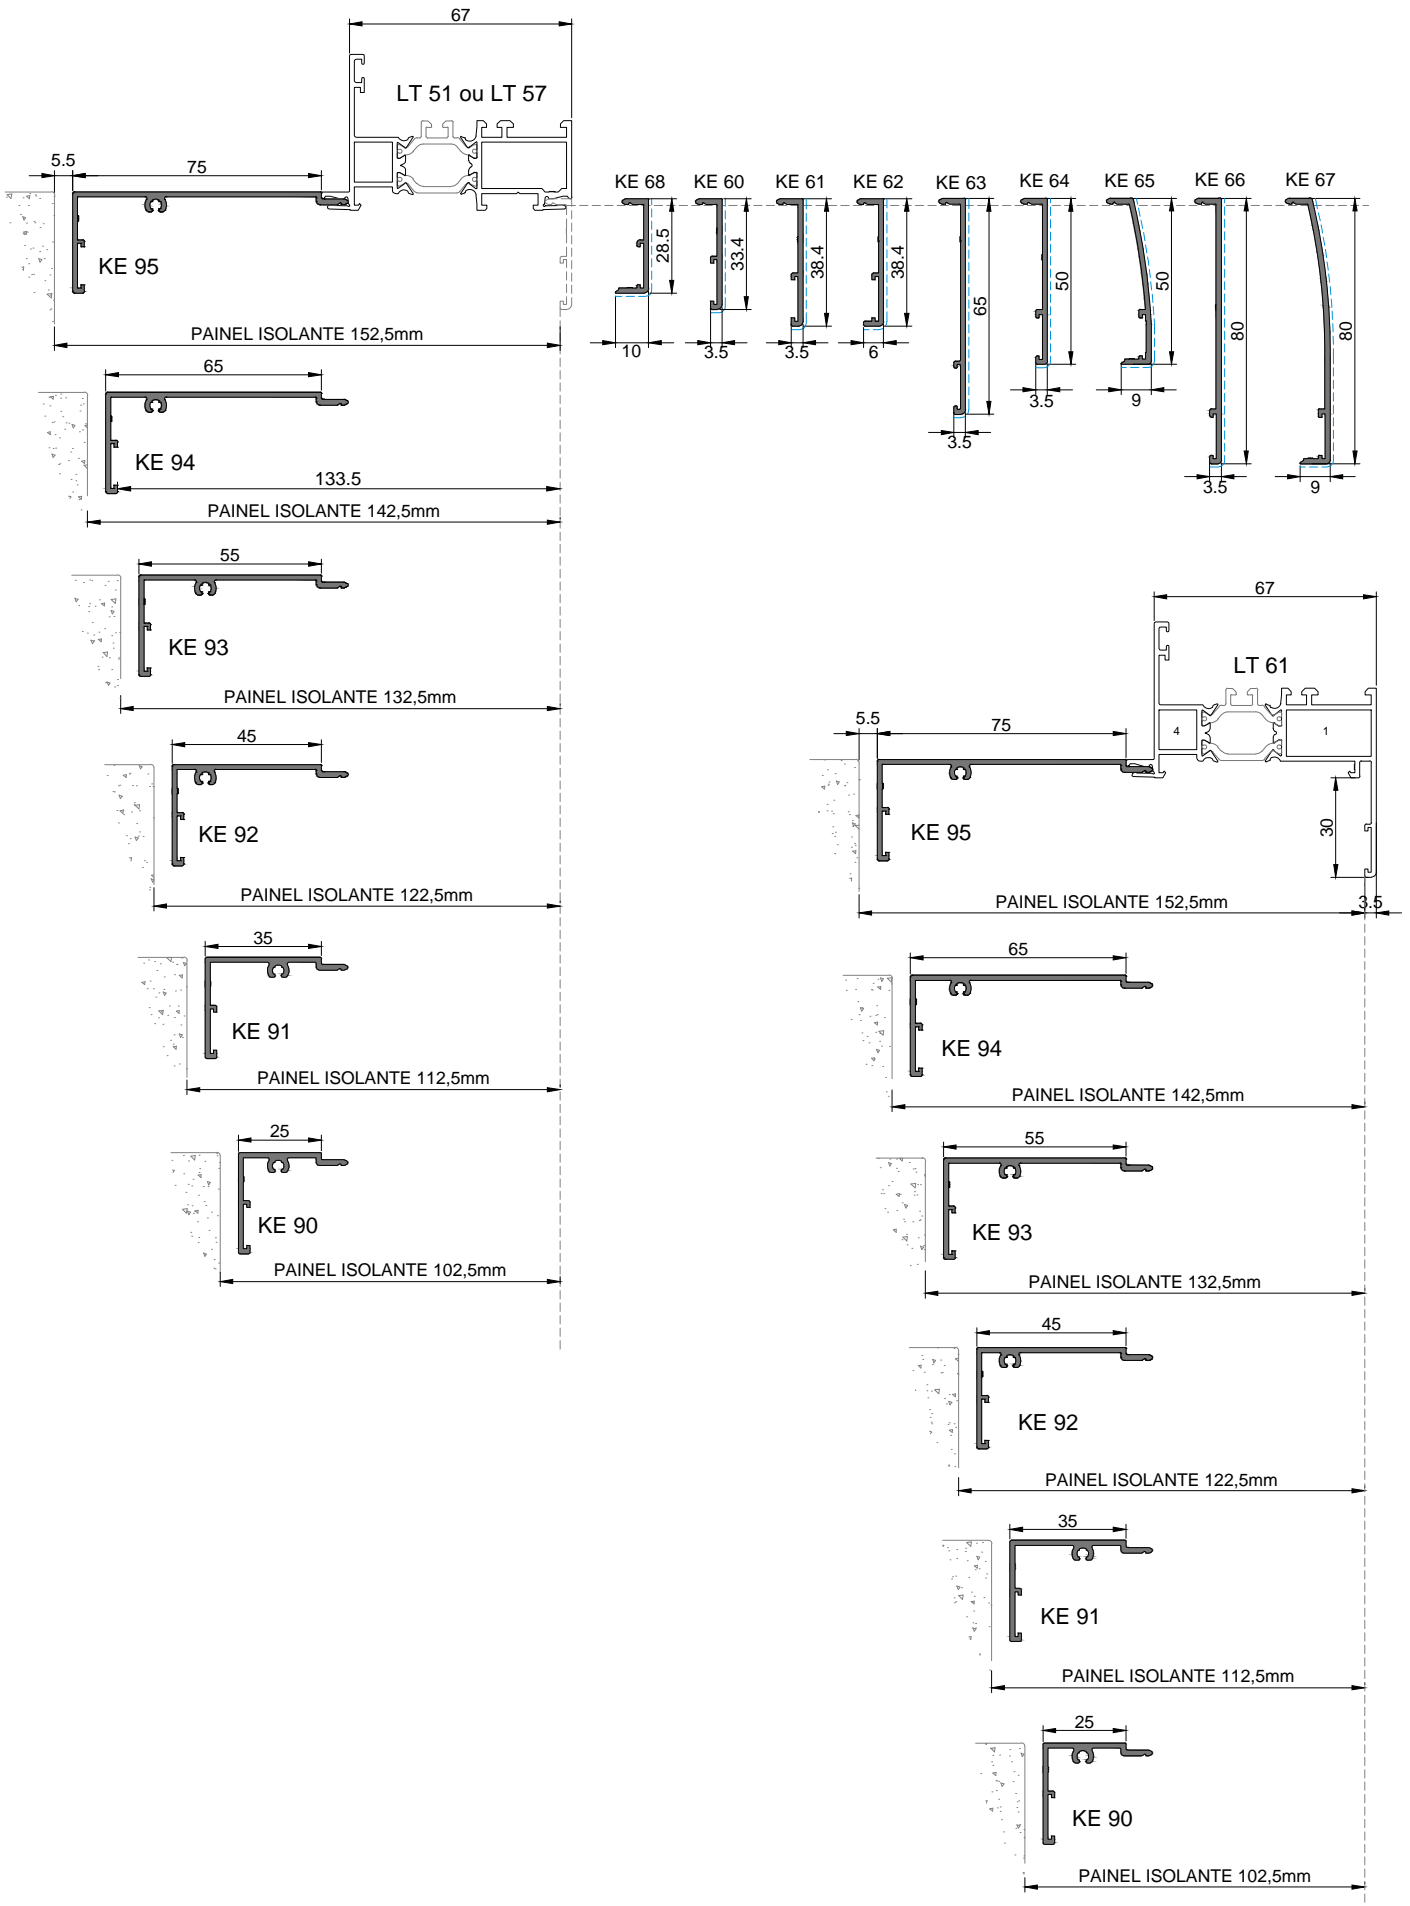 67
LT 51 ou LT 57
5.5
75
KE 95
PAINEL ISOLANTE 152,5mm
KE 68
KE 60
KE 61
KE 62
KE 63
KE 64
KE 65
KE 66
KE 67
28.5
33.4
38.4
38.4
65
50
50
80
80
10
3.5
3.5
6
3.5
3.5
9
3.5
9
65
KE 94
133.5
PAINEL ISOLANTE 142,5mm
55
KE 93
PAINEL ISOLANTE 132,5mm
45
KE 92
PAINEL ISOLANTE 122,5mm
35
KE 91
PAINEL ISOLANTE 112,5mm
25
KE 90
PAINEL ISOLANTE 102,5mm
67
LT 61
5.5
75
4
1
KE 95
30
PAINEL ISOLANTE 152,5mm
3.5
65
KE 94
PAINEL ISOLANTE 142,5mm
55
KE 93
PAINEL ISOLANTE 132,5mm
45
KE 92
PAINEL ISOLANTE 122,5mm
35
KE 91
PAINEL ISOLANTE 112,5mm
25
KE 90
PAINEL ISOLANTE 102,5mm